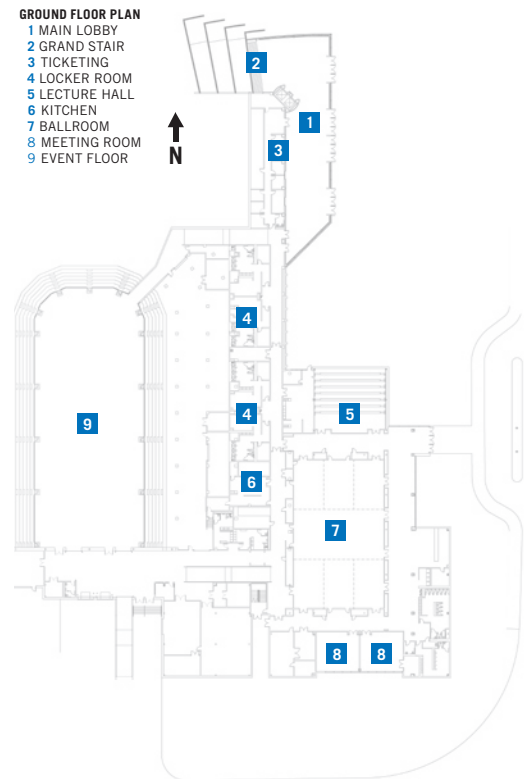 GROUND FLOOR PLAN
1 MAIN LOBBY
2 GRAND STAIR
3 TICKETING
4 LOCKER ROOM
5 LECTURE HALL
6 KITCHEN
7 BALLROOM
8 MEETING ROOM
9 EVENT FLOOR
N
2
1
3
4
4
5
9
6
7
8 8